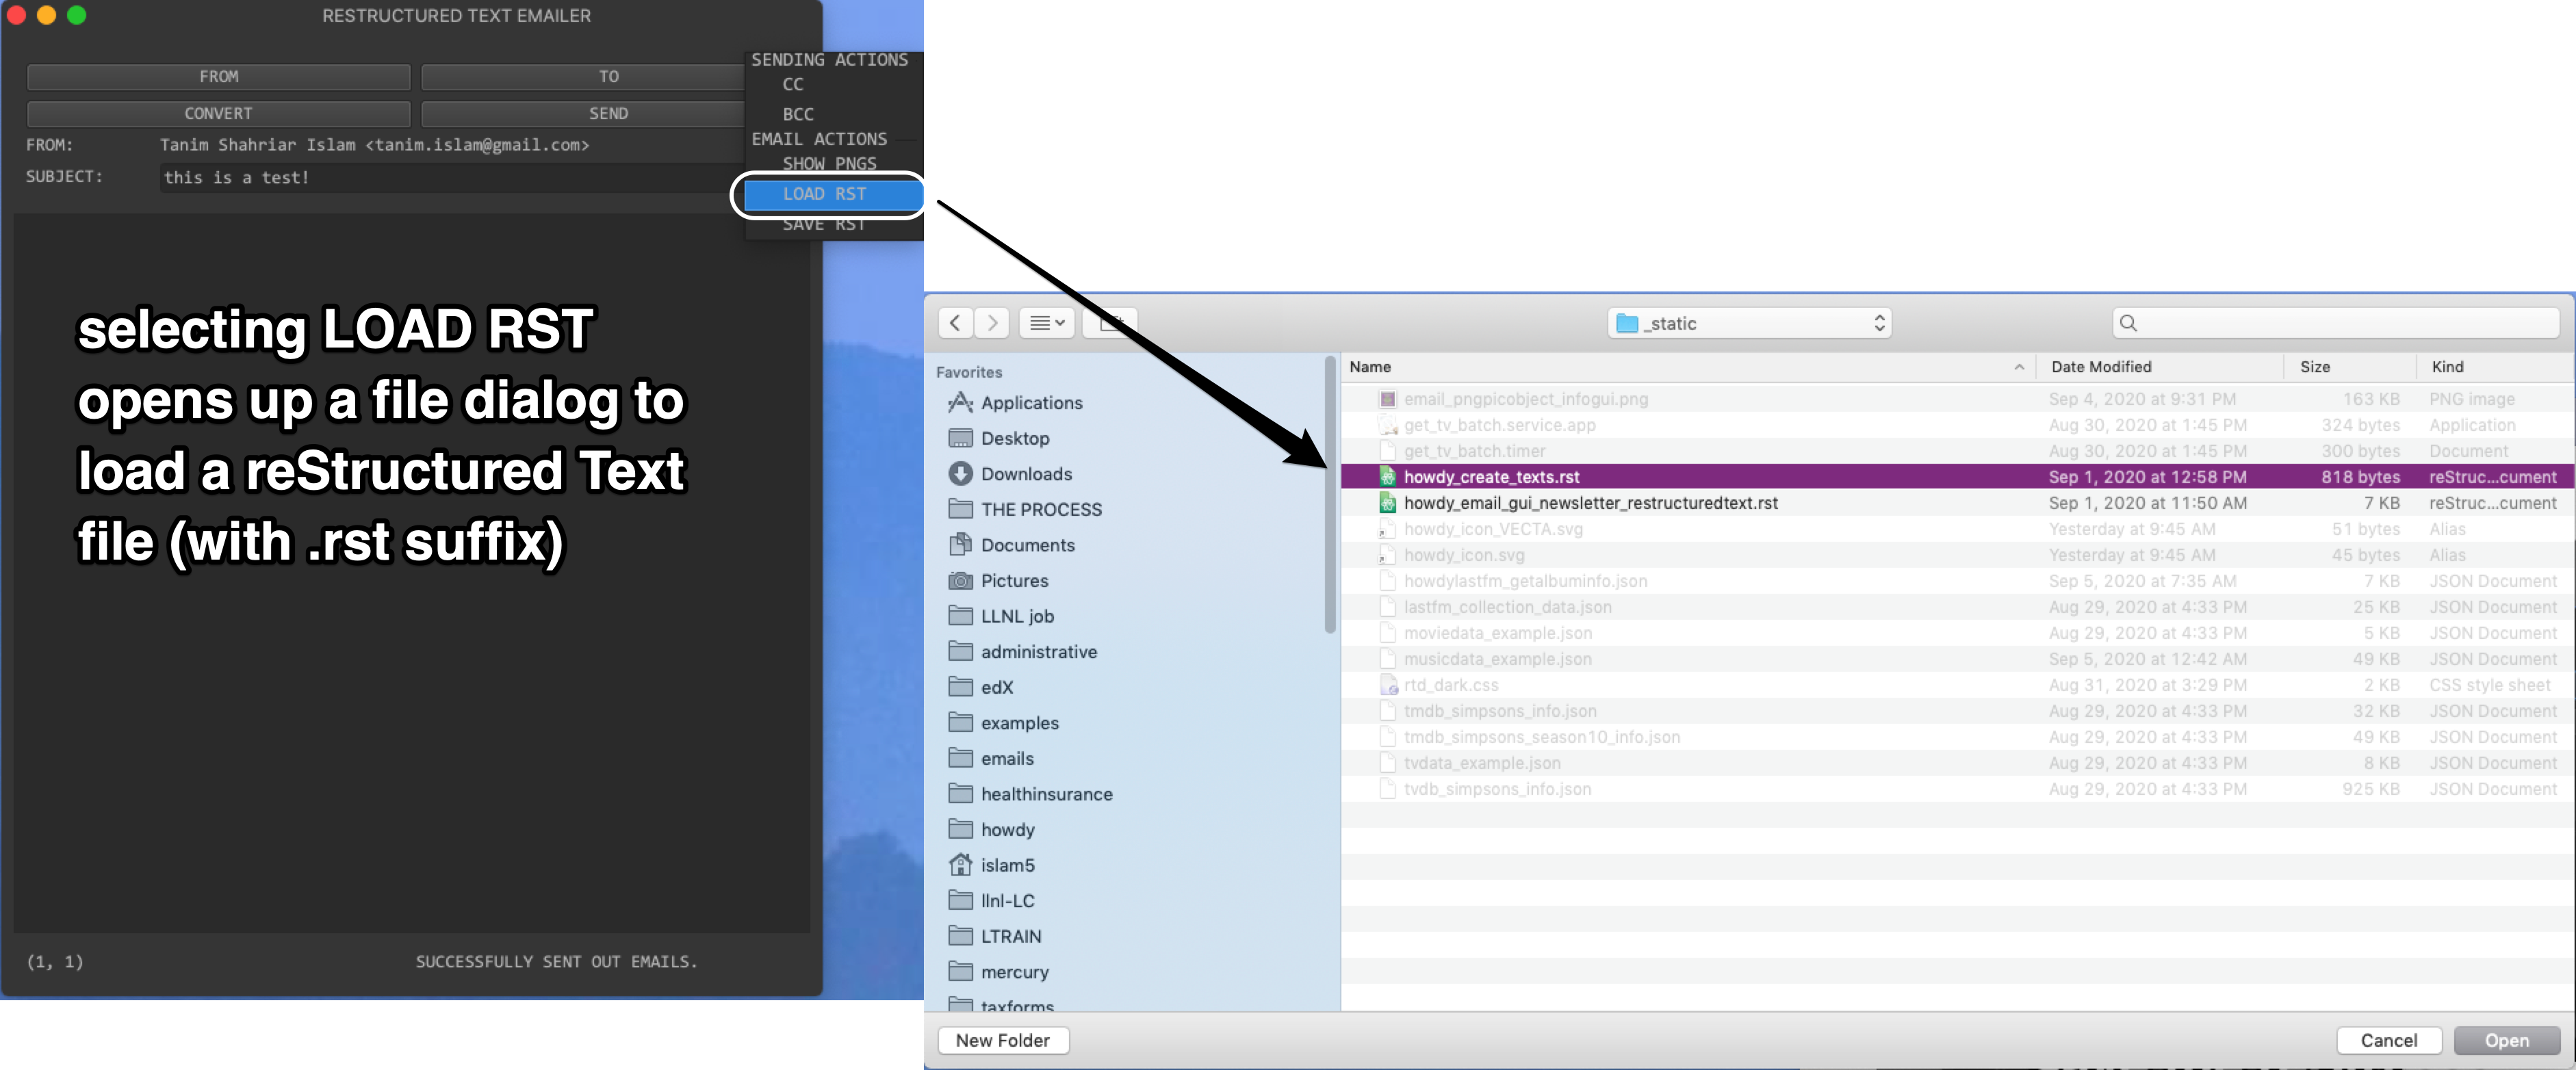 RESTRUCTURED TEXT EMAILER
FROM TO
CONVERT SEND
FROM: Tanim Shahriar Islam <tanim.islam@gmail.com>
SUBJECT: this is a test!
SENDING ACTIONS
CC
BCC
EMAIL ACTIONS
SHOW PNGS
LOAD RST
SAVE RST
selecting LOAD RST
opens up a file dialog to
load a reStructured Text
file (with .rst suffix)
(1, 1) SUCCESSFULLY SENT OUT EMAILS.
_static
Favorites
Applications
Desktop
Downloads
THE PROCESS
Documents
Pictures
LLNL job
administrative
edX
examples
emails
healthinsurance
howdy
islam5
llnl-LC
LTRAIN
mercury
taxforms
Name Date Modified Size Kind
email_pngpicobject_infogui.png Sep 4, 2020 at 9:31 PM 163 KB PNG image
get_tv_batch.service.app Aug 30, 2020 at 1:45 PM 324 bytes Application
get_tv_batch.timer Aug 30, 2020 at 1:45 PM 300 bytes Document
howdy_create_texts.rst Sep 1, 2020 at 12:58 PM 818 bytes reStruc...cument
howdy_email_gui_newsletter_restructuredtext.rst Sep 1, 2020 at 11:50 AM 7 KB reStruc...cument
howdy_icon_VECTA.svg Yesterday at 9:45 AM 51 bytes Alias
howdy_icon.svg Yesterday at 9:45 AM 45 bytes Alias
howdylastfm_getalbuminfo.json Sep 5, 2020 at 7:35 AM 7 KB JSON Document
lastfm_collection_data.json Aug 29, 2020 at 4:33 PM 25 KB JSON Document
moviedata_example.json Aug 29, 2020 at 4:33 PM 5 KB JSON Document
musicdata_example.json Sep 5, 2020 at 12:42 AM 49 KB JSON Document
rtd_dark.css Aug 31, 2020 at 3:29 PM 2 KB CSS style sheet
tmdb_simpsons_info.json Aug 29, 2020 at 4:33 PM 32 KB JSON Document
tmdb_simpsons_season10_info.json Aug 29, 2020 at 4:33 PM 49 KB JSON Document
tvdata_example.json Aug 29, 2020 at 4:33 PM 8 KB JSON Document
tvdb_simpsons_info.json Aug 29, 2020 at 4:33 PM 925 KB JSON Document
New Folder Cancel Open